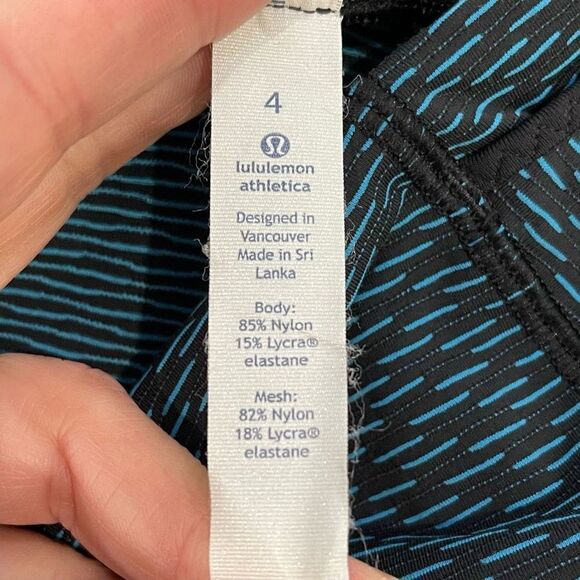 4
lululemon
athletica
Designed in
Vancouver
Made in Sri
Lanka
Body:
85% Nylon
15% Lycra®
elastane
Mesh:
82% Nylon
18% Lycra®
elastane